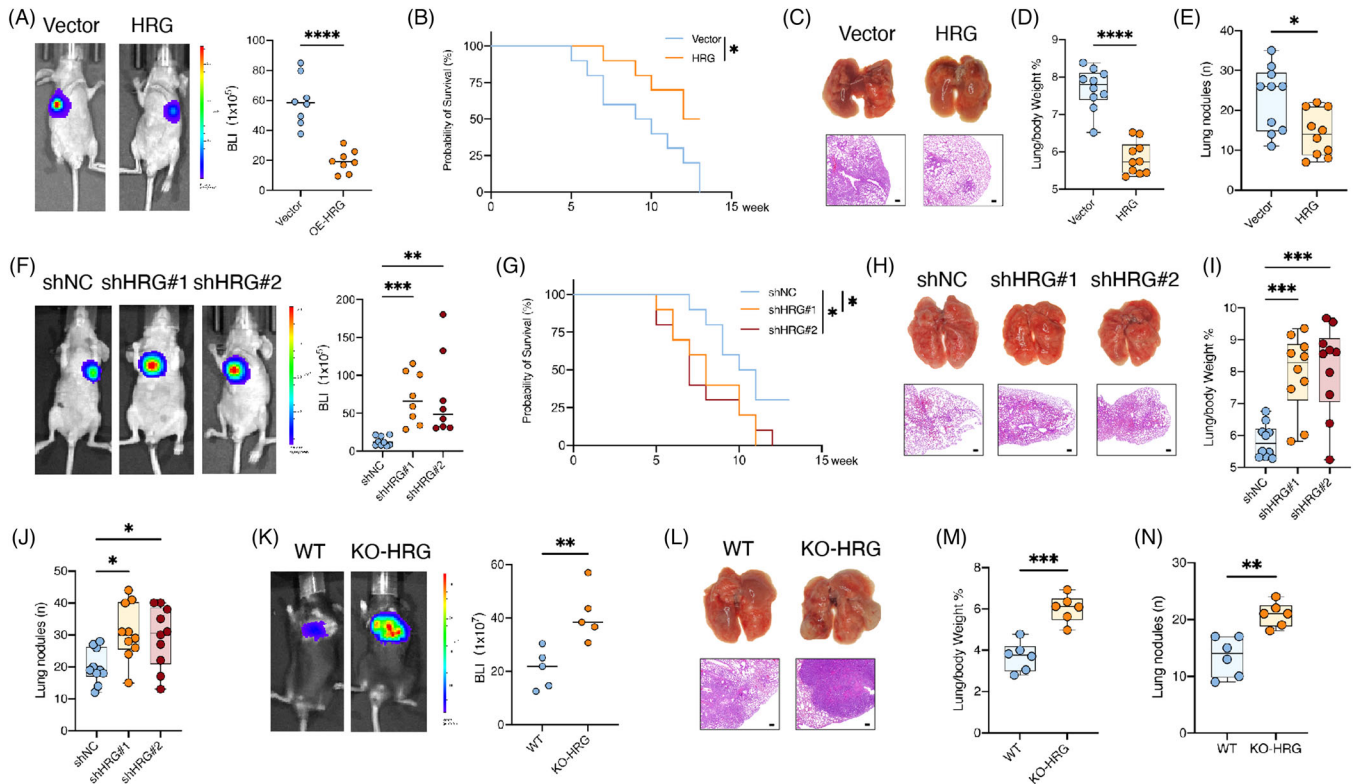 (A)
Vector HRG
****
BLI (1x10⁵)
100
80
60
40
20
0
Vector
OE-HRG
(B)
Probability of Survival (%)
100
75
50
25
0
0 5 10 15 week
Vector
HRG
*
(C)
Vector HRG
(D)
Lung/body Weight %
9
8
7
6
5
****
Vector
HRG
(E)
Lung nodules (n)
40
30
20
10
0
*
Vector
HRG
(F)
shNC shHRG#1 shHRG#2
BLI (1x10⁵)
200
150
100
50
0
**
***
shNC
shHRG#1
shHRG#2
(G)
Probability of Survival (%)
100
75
50
25
0
0 5 10 15 week
shNC
shHRG#1
shHRG#2
*
*
(H)
shNC shHRG#1 shHRG#2
(I)
Lung/body Weight %
10
9
8
7
6
5
***
***
shNC
shHRG#1
shHRG#2
(J)
Lung nodules (n)
50
40
30
20
10
0
*
*
shNC
shHRG#1
shHRG#2
(K)
WT KO-HRG
BLI (1x10⁷)
60
40
20
0
**
WT
KO-HRG
(L)
WT KO-HRG
(M)
Lung/body Weight %
8
6
4
2
0
***
WT
KO-HRG
(N)
Lung nodules (n)
30
20
10
0
**
WT KO-HRG